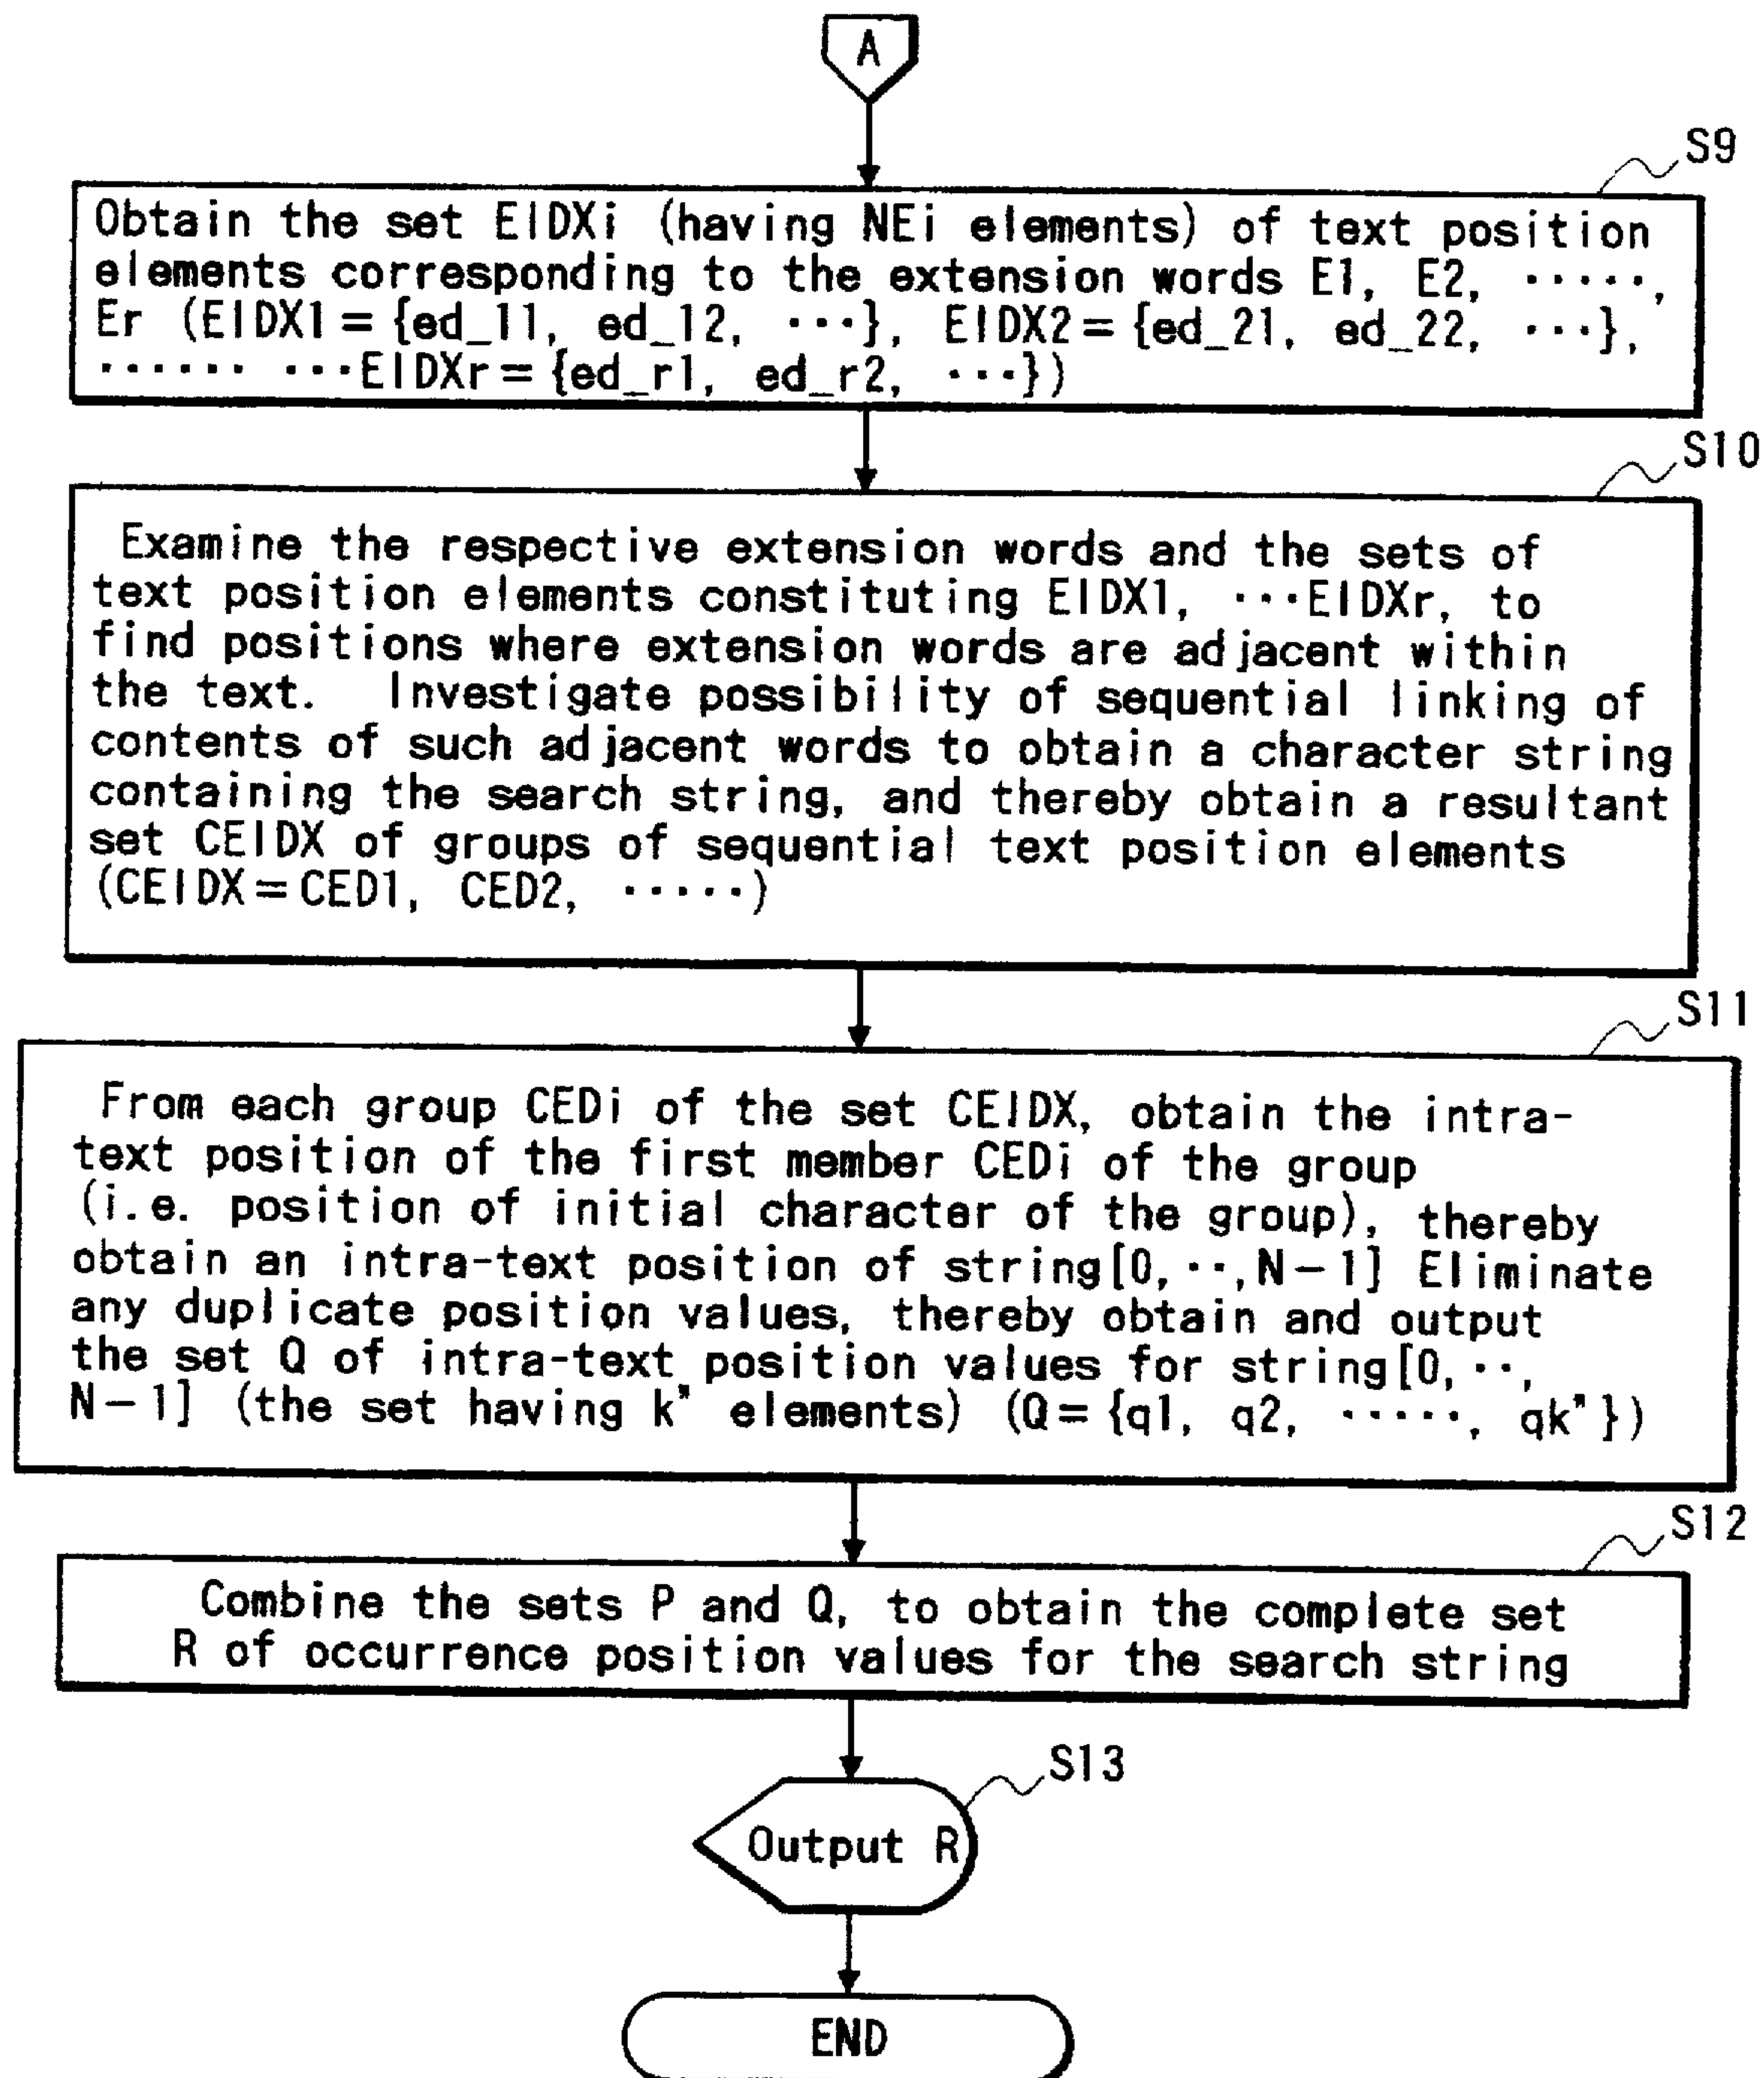 A
S9
Obtain the set EIDXi (having NEi elements) of text position
elements corresponding to the extension words E1, E2, ·····,
Er (EIDX1 = {ed_11, ed_12, ···}, EIDX2 = {ed_21, ed_22, ···},
······ ···EIDXr = {ed_r1, ed_r2, ···})
S10
Examine the respective extension words and the sets of
text position elements constituting EIDX1, ···EIDXr, to
find positions where extension words are adjacent within
the text. Investigate possibility of sequential linking of
contents of such adjacent words to obtain a character string
containing the search string, and thereby obtain a resultant
set CEIDX of groups of sequential text position elements
(CEIDX = CED1, CED2, ·····)
S11
From each group CEDi of the set CEIDX, obtain the intra-
text position of the first member CEDi of the group
(i.e. position of initial character of the group), thereby
obtain an intra-text position of string[0, ··, N-1] Eliminate
any duplicate position values, thereby obtain and output
the set Q of intra-text position values for string[0, ··,
N-1] (the set having k" elements) (Q = {q1, q2, ·····, qk"})
S12
Combine the sets P and Q, to obtain the complete set
R of occurrence position values for the search string
S13
Output R
END